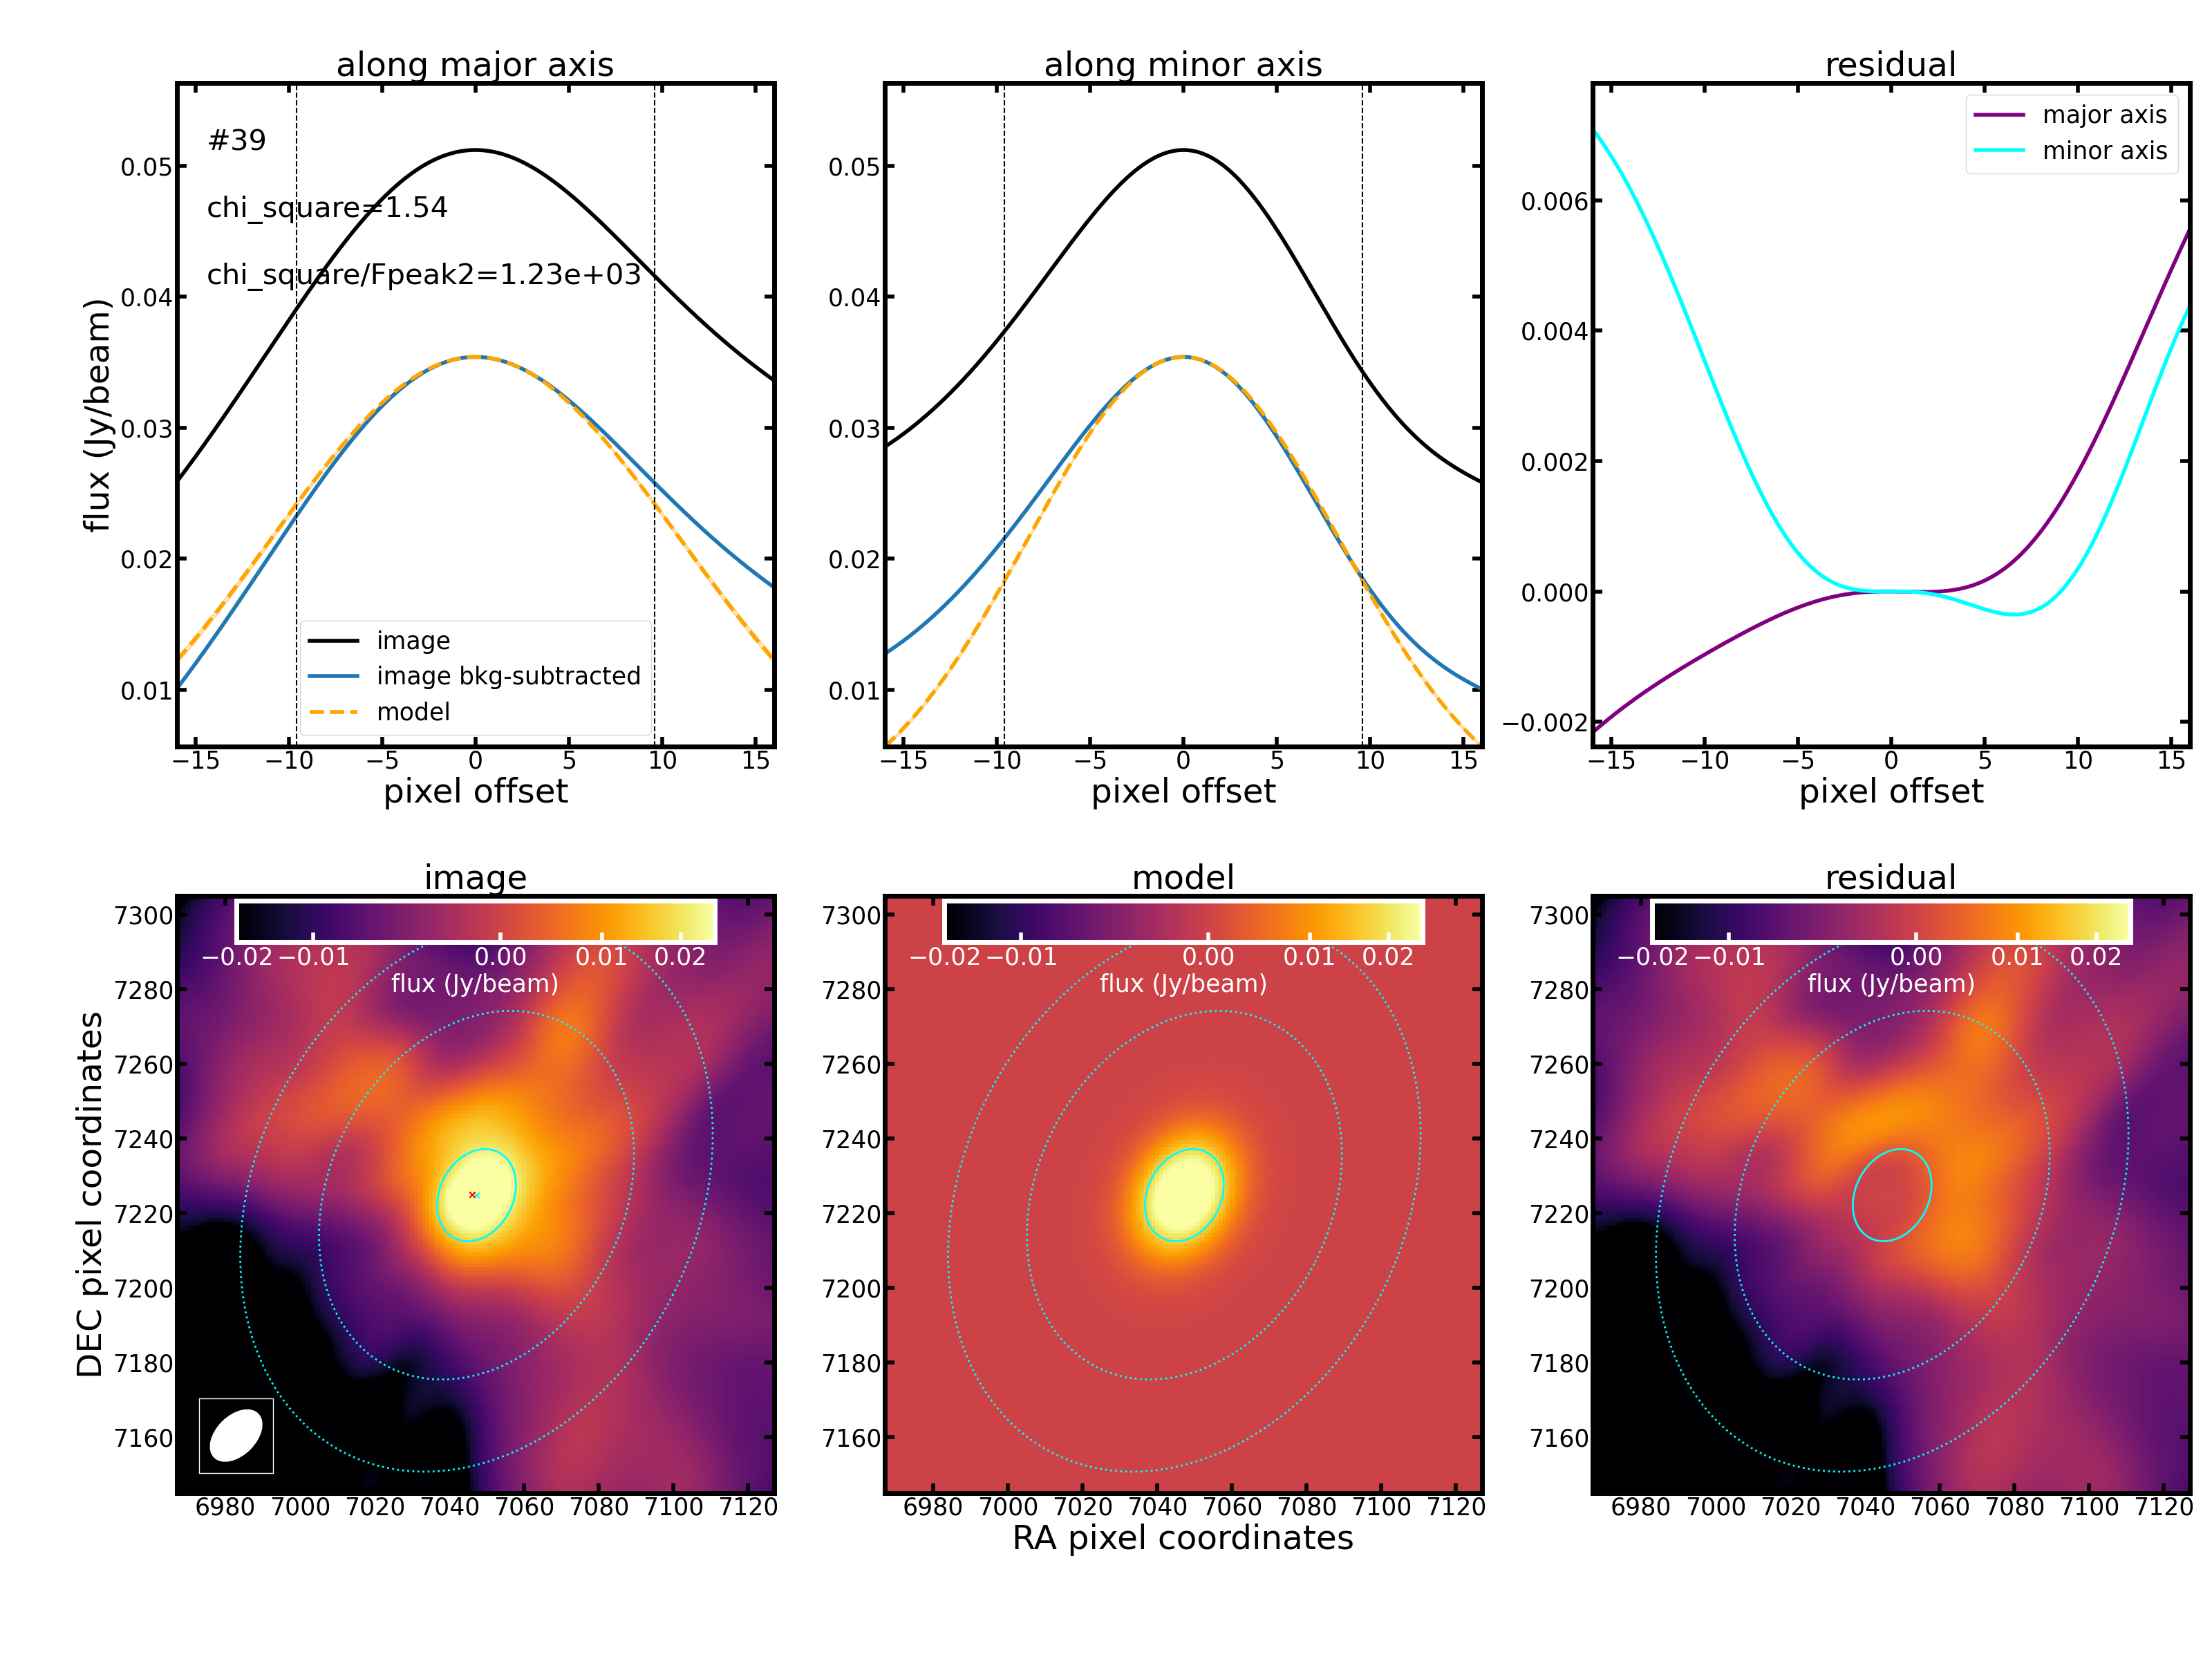 along major axis
#39
chi_square=1.54
chi_square/Fpeak2=1.23e+03
flux (Jy/beam)
0.05
0.04
0.03
0.02
0.01
image
image bkg-subtracted
model
−15 −10 −5 0 5 10 15
pixel offset
along minor axis
0.05
0.04
0.03
0.02
0.01
−15 −10 −5 0 5 10 15
pixel offset
residual
major axis
minor axis
0.006
0.004
0.002
0.000
−0.002
−15 −10 −5 0 5 10 15
pixel offset
image
−0.02 −0.01 0.00 0.01 0.02
flux (Jy/beam)
DEC pixel coordinates
7300
7280
7260
7240
7220
7200
7180
7160
6980 7000 7020 7040 7060 7080 7100 7120
model
−0.02 −0.01 0.00 0.01 0.02
flux (Jy/beam)
7300
7280
7260
7240
7220
7200
7180
7160
6980 7000 7020 7040 7060 7080 7100 7120
RA pixel coordinates
residual
−0.02 −0.01 0.00 0.01 0.02
flux (Jy/beam)
7300
7280
7260
7240
7220
7200
7180
7160
6980 7000 7020 7040 7060 7080 7100 7120